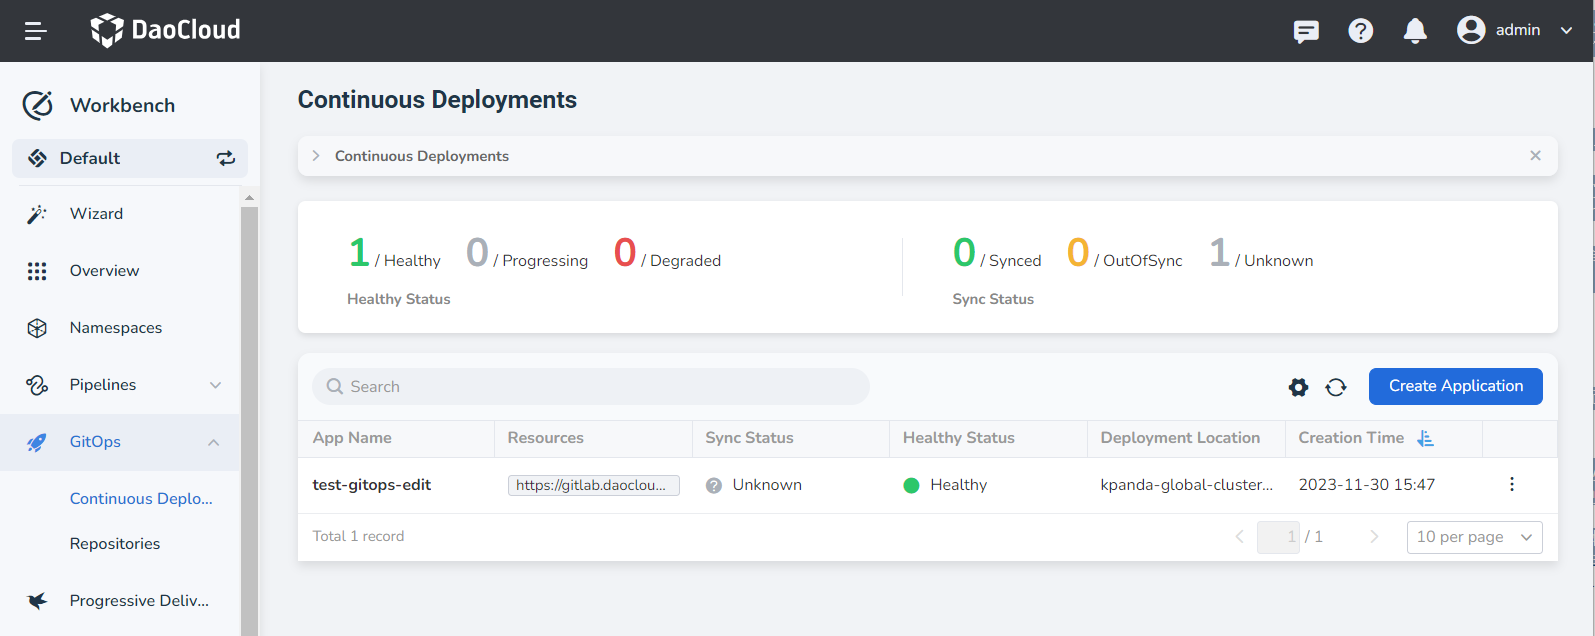 DaoCloud
admin
Workbench
Default
Wizard
Overview
Namespaces
Pipelines
GitOps
Continuous Deplo...
Repositories
Progressive Deliv...
Continuous Deployments
Continuous Deployments
1 / Healthy 0 / Progressing 0 / Degraded
Healthy Status
0 / Synced 0 / OutOfSync 1 / Unknown
Sync Status
Search
Create Application
App Name Resources Sync Status Healthy Status Deployment Location Creation Time
test-gitops-edit https://gitlab.daoclou... Unknown Healthy kpanda-global-cluster... 2023-11-30 15:47
Total 1 record 1 / 1 10 per page